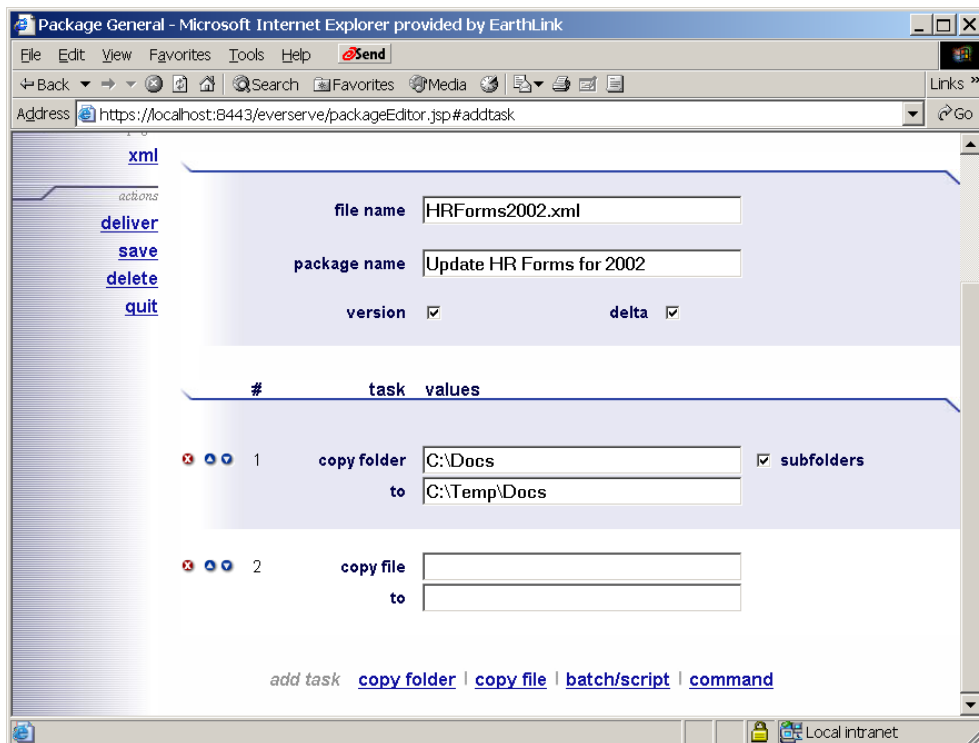 Package General - Microsoft Internet Explorer provided by EarthLink
File Edit View Favorites Tools Help eSend
Back Search Favorites Media Links »
Address https://localhost:8443/everserve/packageEditor.jsp#addtask Go
xml
actions
deliver
save
delete
quit
file name HRForms2002.xml
package name Update HR Forms for 2002
version delta
# task values
1 copy folder C:\Docs subfolders
to C:\Temp\Docs
2 copy file
to
add task copy folder | copy file | batch/script | command
Local intranet